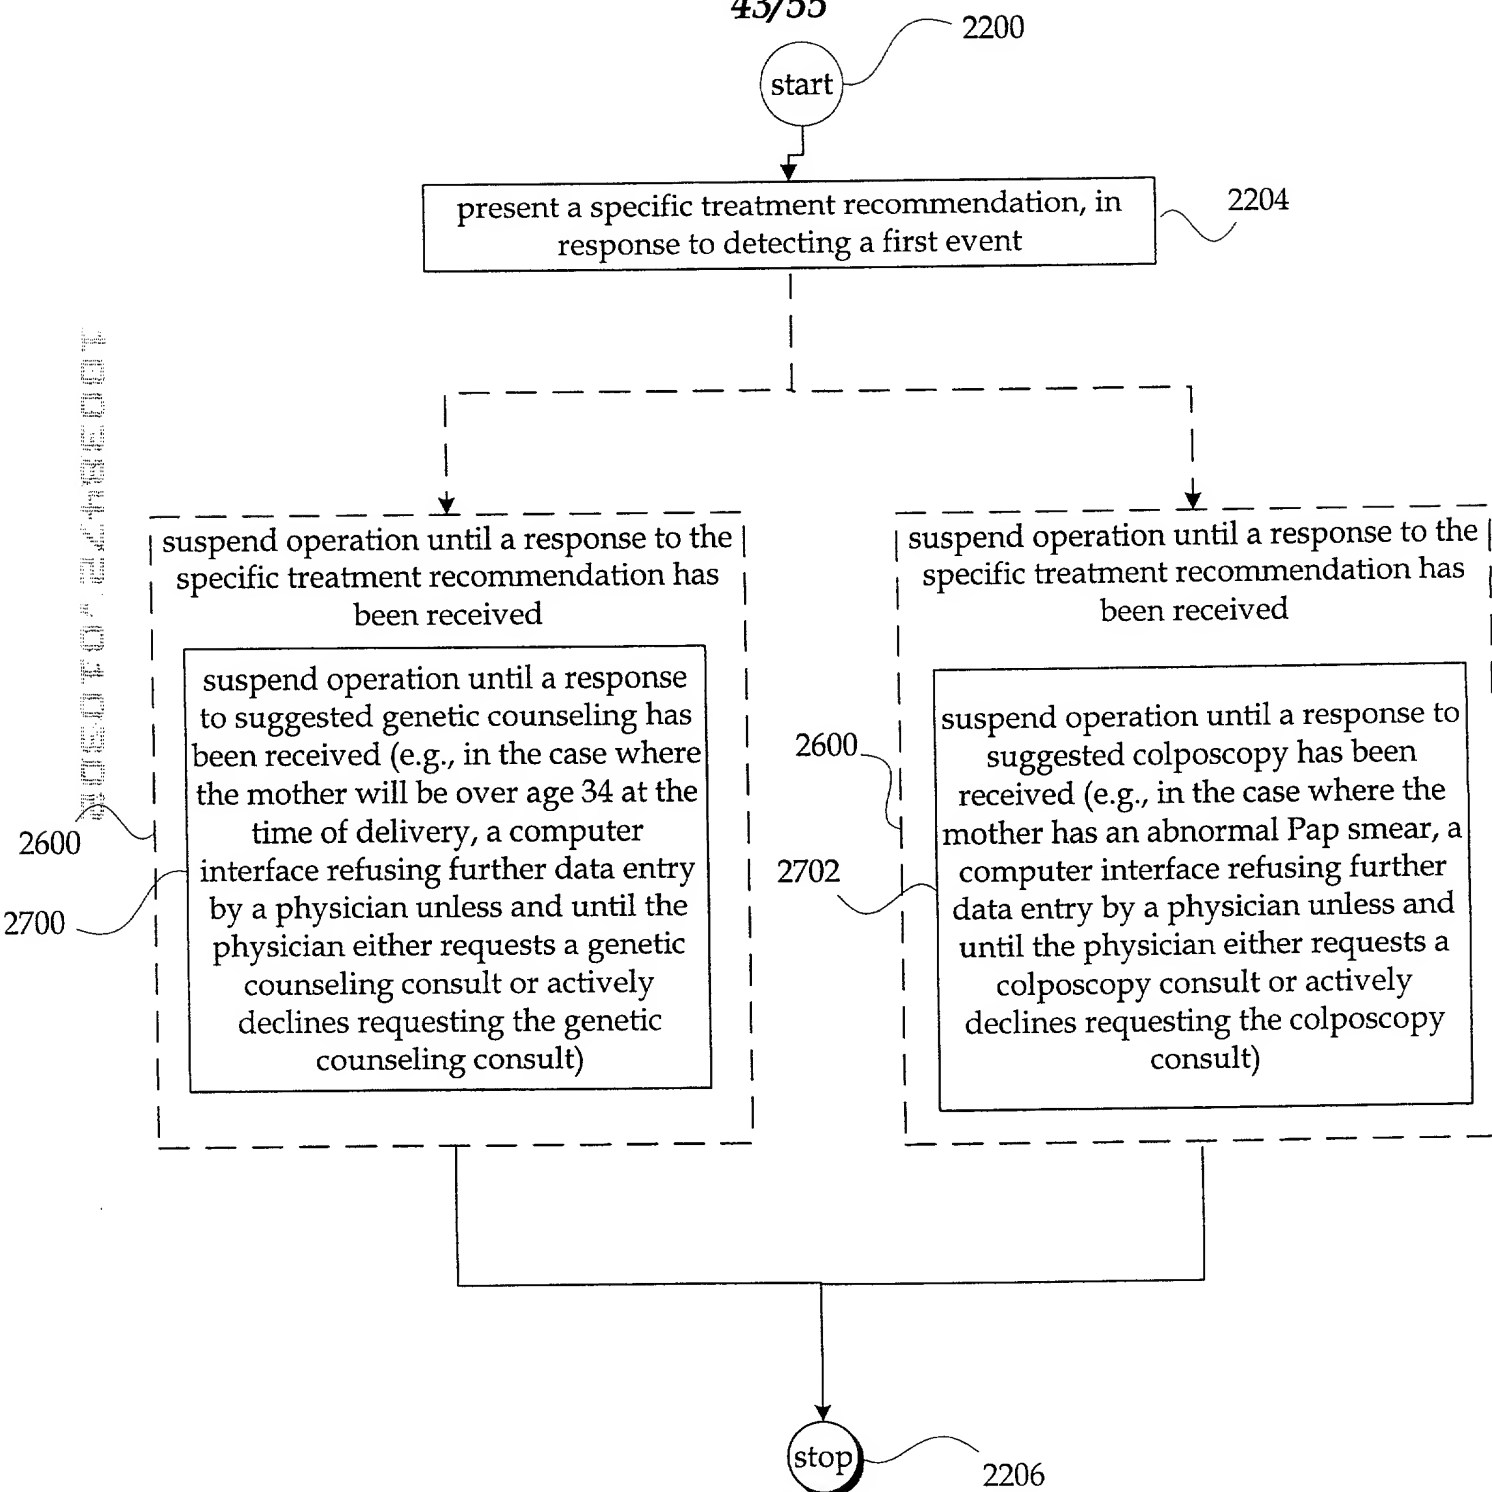 43/55
2200
start
present a specific treatment recommendation, in
response to detecting a first event
2204
suspend operation until a response to the
specific treatment recommendation has
been received
suspend operation until a response
to suggested genetic counseling has
been received (e.g., in the case where
the mother will be over age 34 at the
time of delivery, a computer
interface refusing further data entry
by a physician unless and until the
physician either requests a genetic
counseling consult or actively
declines requesting the genetic
counseling consult)
2600
2700
suspend operation until a response to the
specific treatment recommendation has
been received
suspend operation until a response to
suggested colposcopy has been
received (e.g., in the case where the
mother has an abnormal Pap smear, a
computer interface refusing further
data entry by a physician unless and
until the physician either requests a
colposcopy consult or actively
declines requesting the colposcopy
consult)
2600
2702
stop
2206